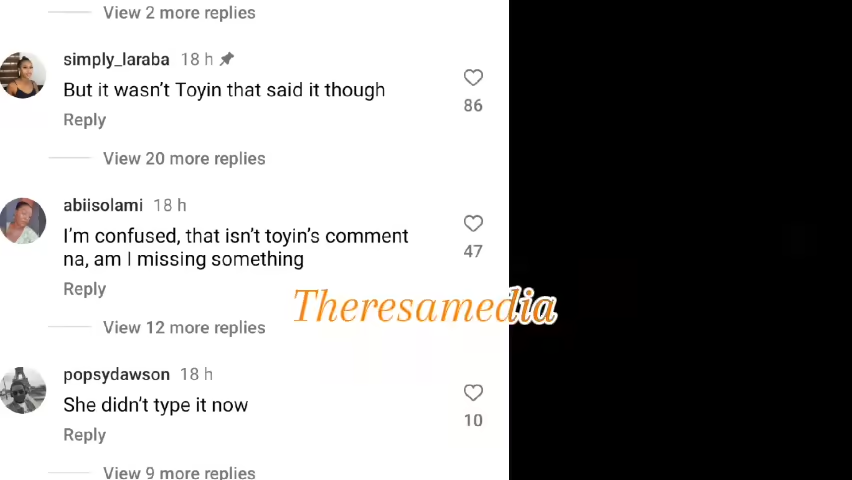 View 2 more replies
simply_laraba 18 h
But it wasn't Toyin that said it though
86
Reply
View 20 more replies
abiisolami 18 h
I'm confused, that isn't toyin's comment
na, am I missing something
47
Reply
Theresamedia
View 12 more replies
popsydawson 18 h
She didn't type it now
10
Reply
View 9 more replies